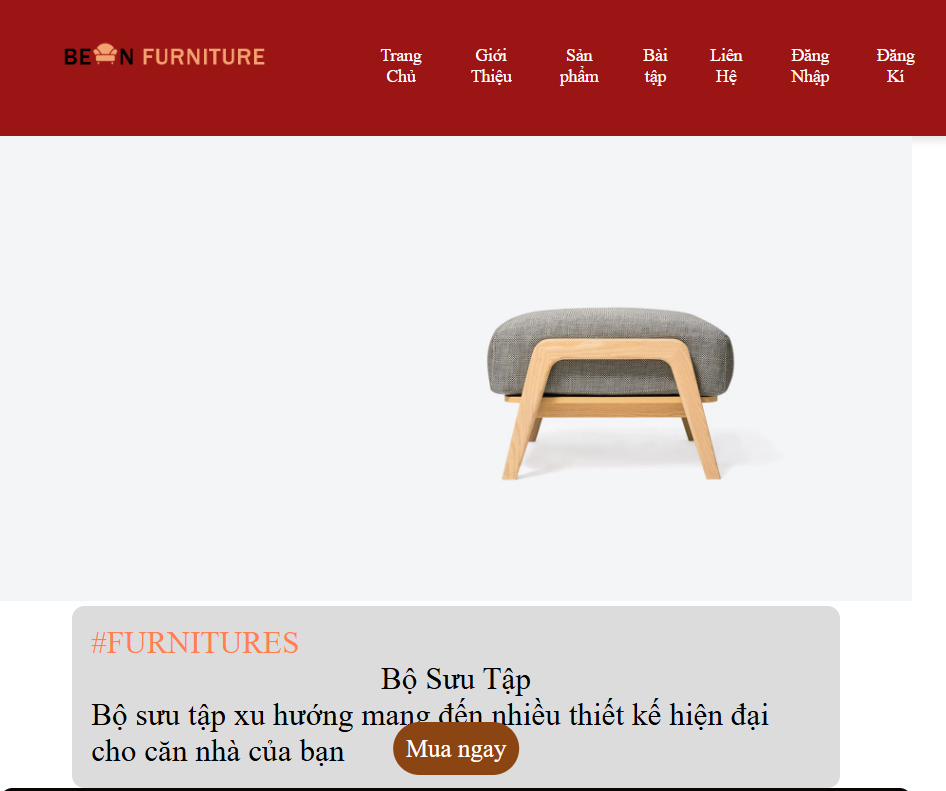 BEAN FURNITURE
Trang Chủ
Giới Thiệu
Sản phẩm
Bài tập
Liên Hệ
Đăng Nhập
Đăng Kí
#FURNITURES
Bộ Sưu Tập
Bộ sưu tập xu hướng mang đến nhiều thiết kế hiện đại
cho căn nhà của bạn
Mua ngay